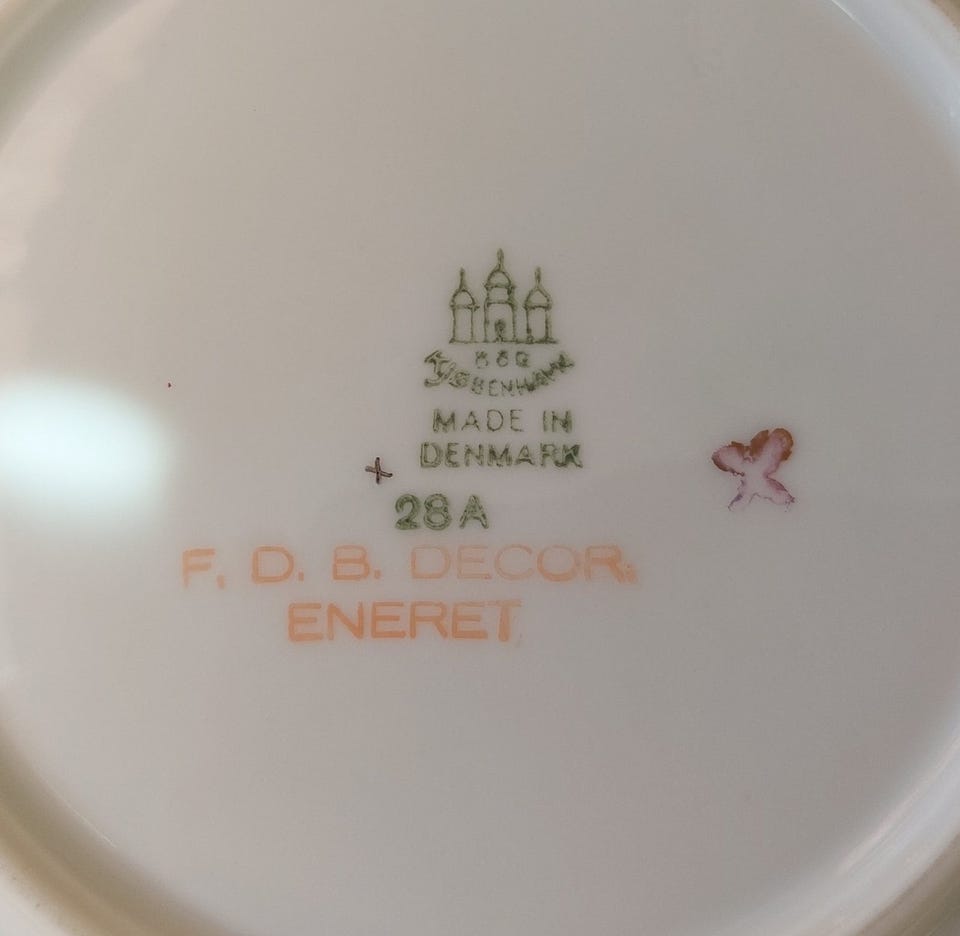 B&G
KJØBENHAVN
MADE IN
DENMARK
28A
F. D. B. DECOR.
ENERET